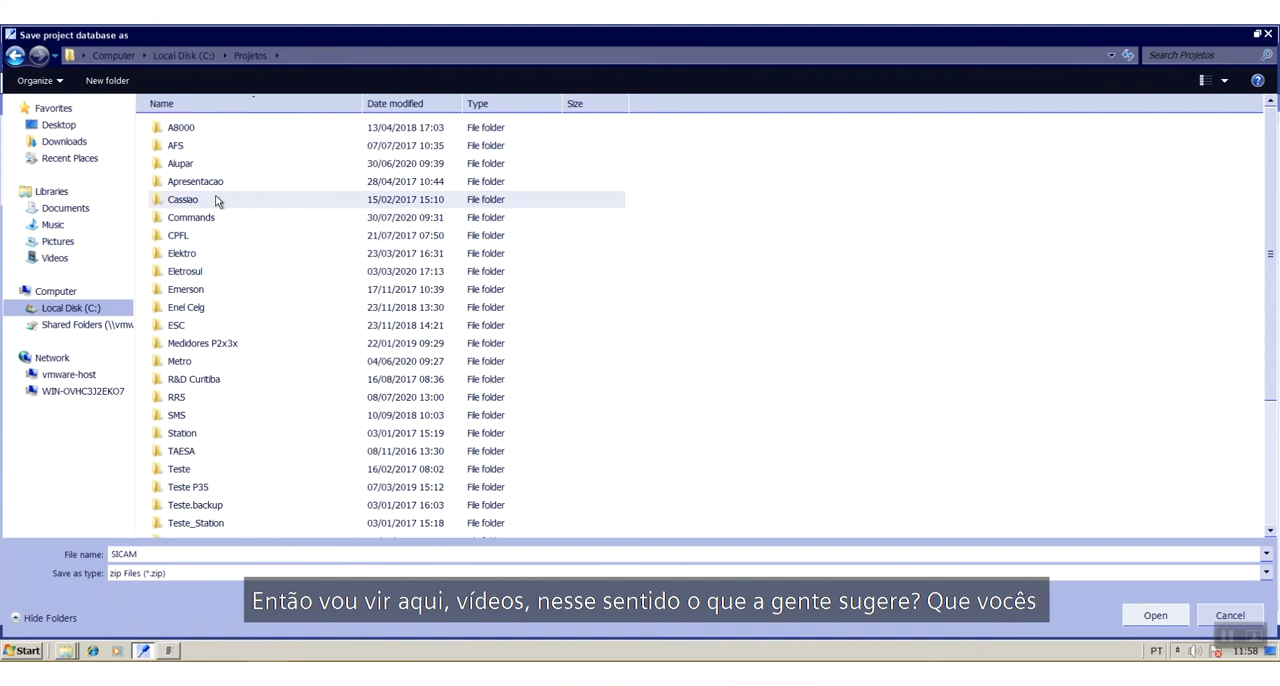 Save project database as
Computer Local Disk (C:) Projetos Search Projetos
Organize New folder
Name Date modified Type Size
Favorites
Desktop
Downloads
Recent Places
Libraries
Documents
Music
Pictures
Videos
Computer
Local Disk (C:)
Shared Folders (\\vmw
Network
vmware-host
WIN-OVHC3J2EKO7
A8000 13/04/2018 17:03 File folder
AFS 07/07/2017 10:35 File folder
Alupar 30/06/2020 09:39 File folder
Apresentacao 28/04/2017 10:44 File folder
Cassiao 15/02/2017 15:10 File folder
Commands 30/07/2020 09:31 File folder
CPFL 21/07/2017 07:50 File folder
Elektro 23/03/2017 16:31 File folder
Eletrosul 03/03/2020 17:13 File folder
Emerson 17/11/2017 10:39 File folder
Enel Celg 23/11/2018 13:30 File folder
ESC 23/11/2018 14:21 File folder
Medidores P2x3x 22/01/2019 09:29 File folder
Metro 04/06/2020 09:27 File folder
R&D Curitiba 16/08/2017 08:36 File folder
RRS 08/07/2020 13:00 File folder
SMS 10/09/2018 10:03 File folder
Station 03/01/2017 15:19 File folder
TAESA 08/11/2016 13:30 File folder
Teste 16/02/2017 08:02 File folder
Teste P35 07/03/2019 15:12 File folder
Teste.backup 03/01/2017 16:03 File folder
Teste_Station 03/01/2017 15:18 File folder
File name: SICAM
Save as type: zip Files (*.zip)
Então vou vir aqui, vídeos, nesse sentido o que a gente sugere? Que vocês
Hide Folders Open Cancel
Start PT 11:58